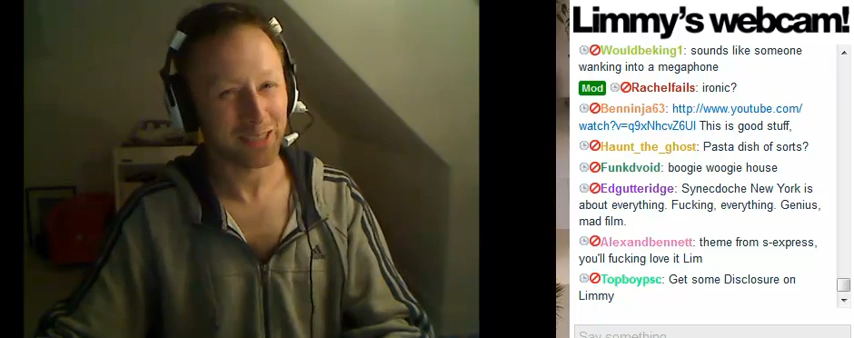 Limmy's webcam!
Wouldbeking1: sounds like someone
wanking into a megaphone
Mod Rachelfails: ironic?
Benninja63: http://www.youtube.com/
watch?v=q9xNhcvZ6UI This is good stuff,
Haunt_the_ghost: Pasta dish of sorts?
Funkdvoid: boogie woogie house
Edgutteridge: Synecdoche New York is
about everything. Fucking, everything. Genius,
mad film.
Alexandbennett: theme from s-express,
you'll fucking love it Lim
Topboypsc: Get some Disclosure on
Limmy
Say something